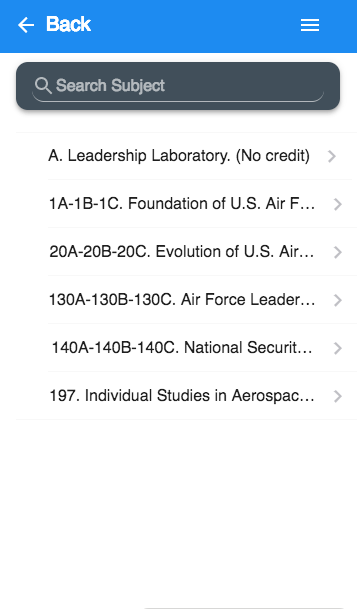 Back
Search Subject
A. Leadership Laboratory. (No credit)
1A-1B-1C. Foundation of U.S. Air F...
20A-20B-20C. Evolution of U.S. Air...
130A-130B-130C. Air Force Leader...
140A-140B-140C. National Securit...
197. Individual Studies in Aerospac...